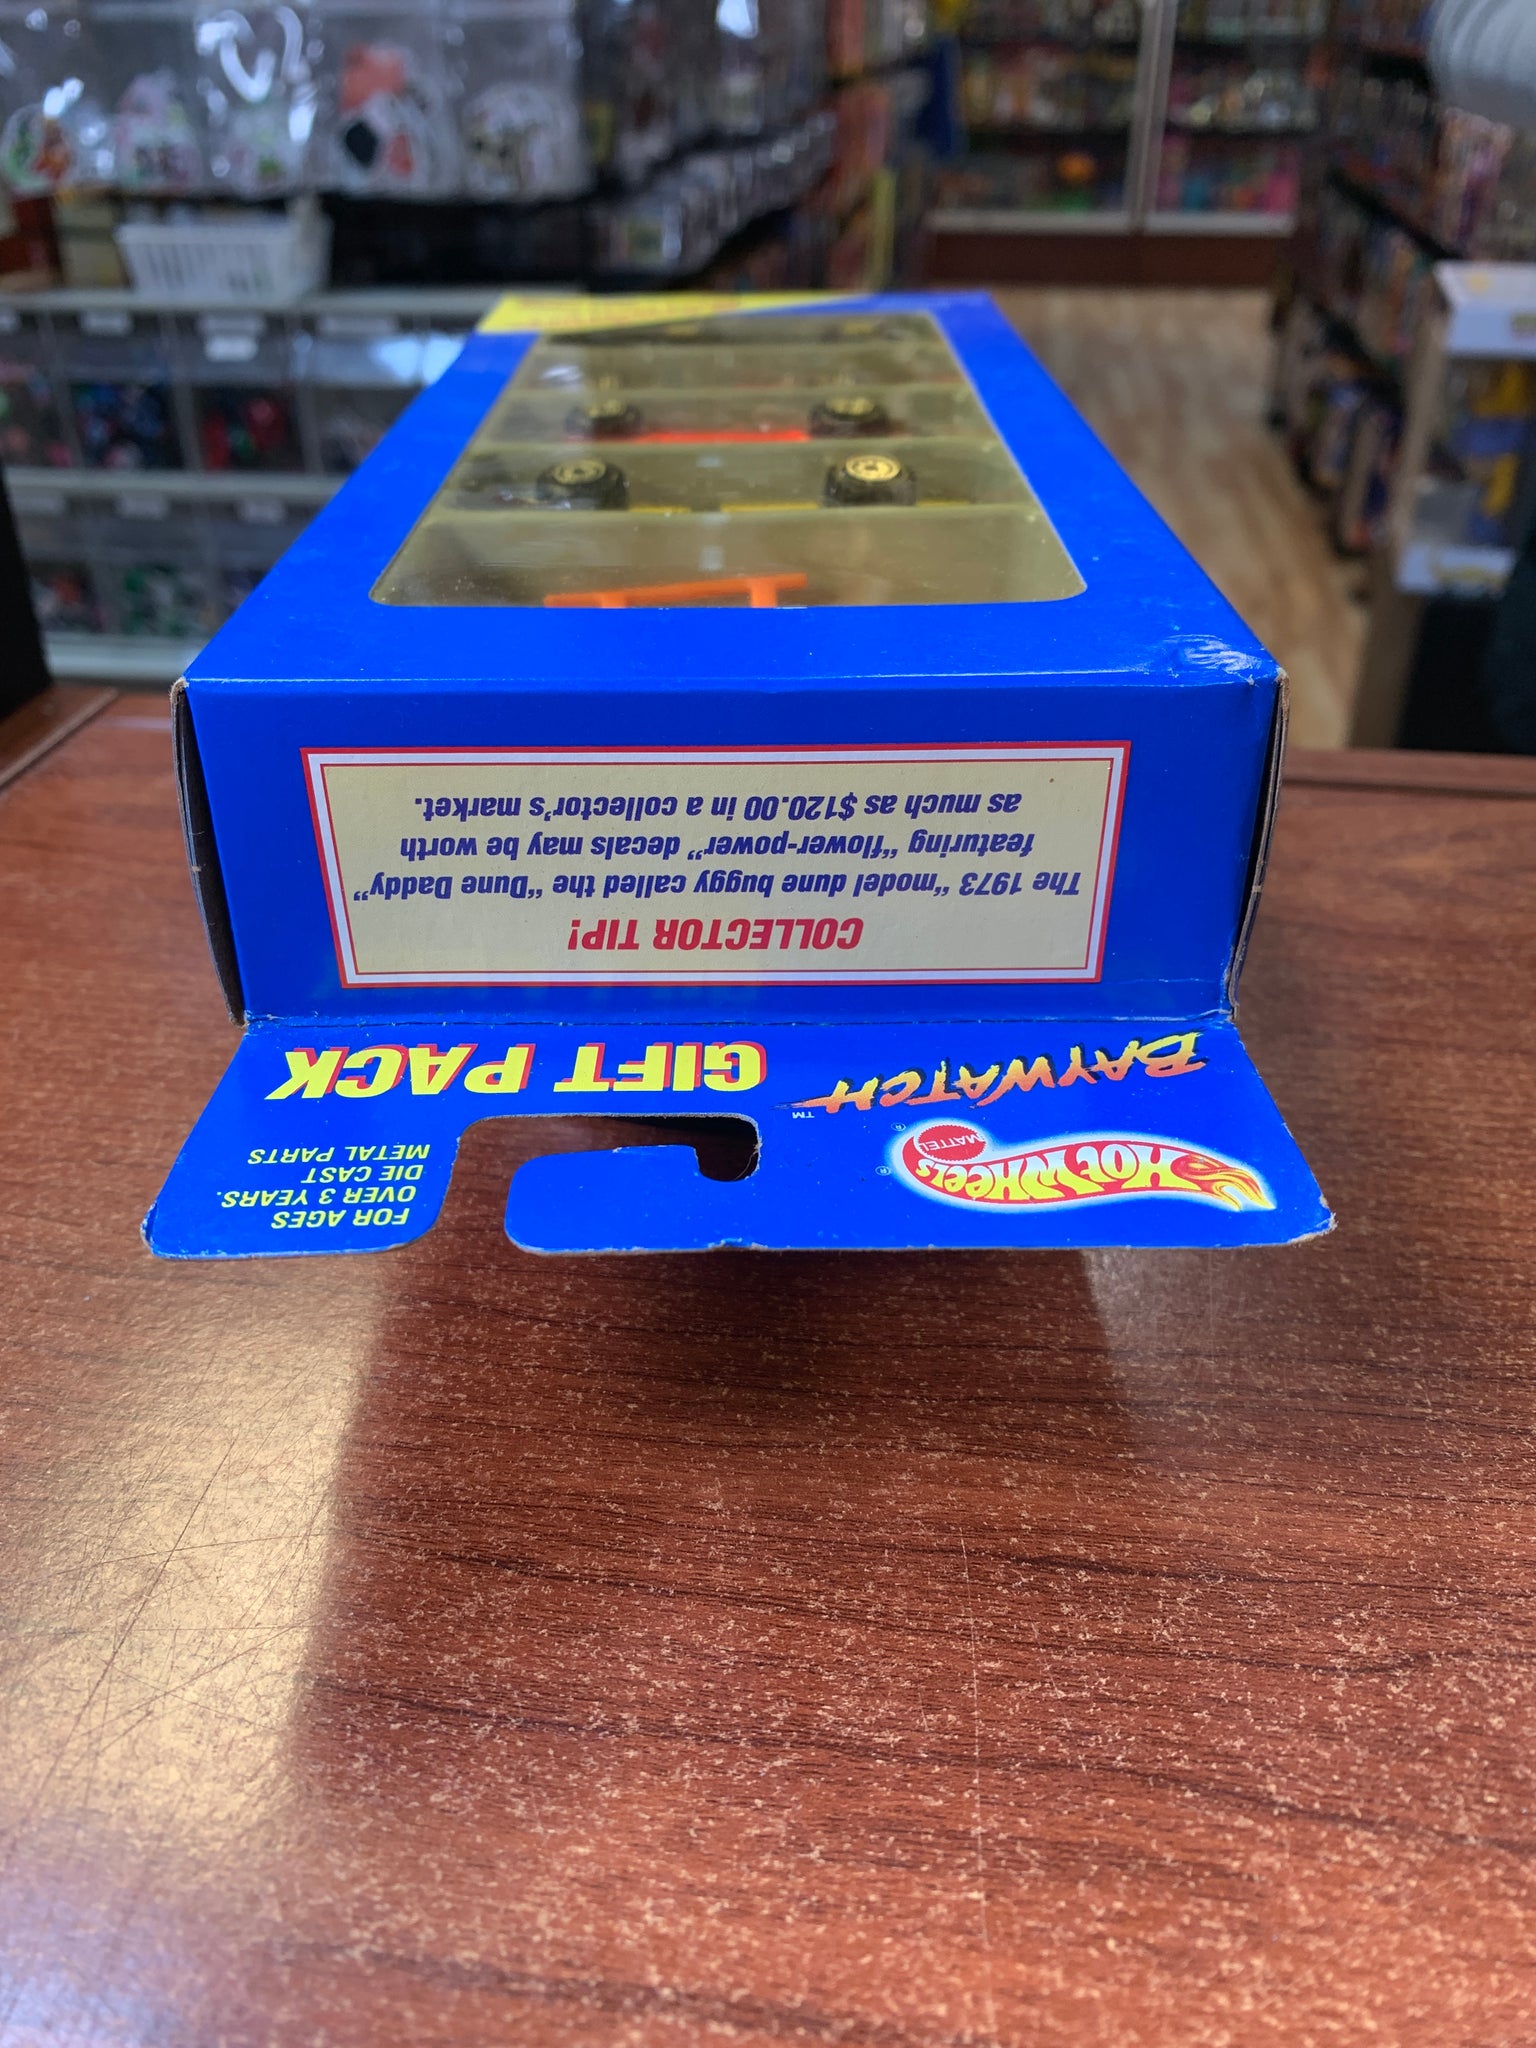 HOT WHEELS
®
MATTEL
®
BAYWATCH
™
GIFT PACK
FOR AGES
OVER 3 YEARS.
DIE CAST
METAL PARTS
COLLECTOR TIP!
The 1973 “model dune buggy called the “Dune Daddy”
featuring “flower-power” decals may be worth
as much as $120.00 in a collector's market.